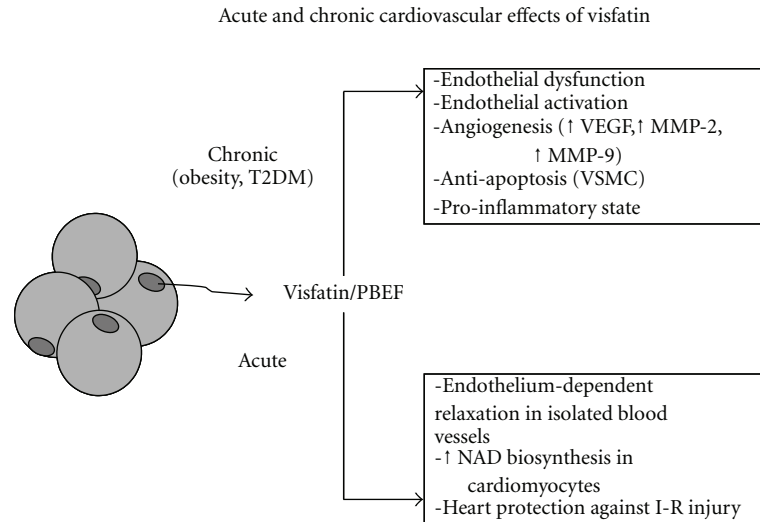 Acute and chronic cardiovascular effects of visfatin
-Endothelial dysfunction
-Endothelial activation
-Angiogenesis (↑ VEGF,↑ MMP-2,
↑ MMP-9)
-Anti-apoptosis (VSMC)
-Pro-inflammatory state
Chronic
(obesity, T2DM)
Visfatin/PBEF
Acute
-Endothelium-dependent
relaxation in isolated blood
vessels
-↑ NAD biosynthesis in
cardiomyocytes
-Heart protection against I-R injury